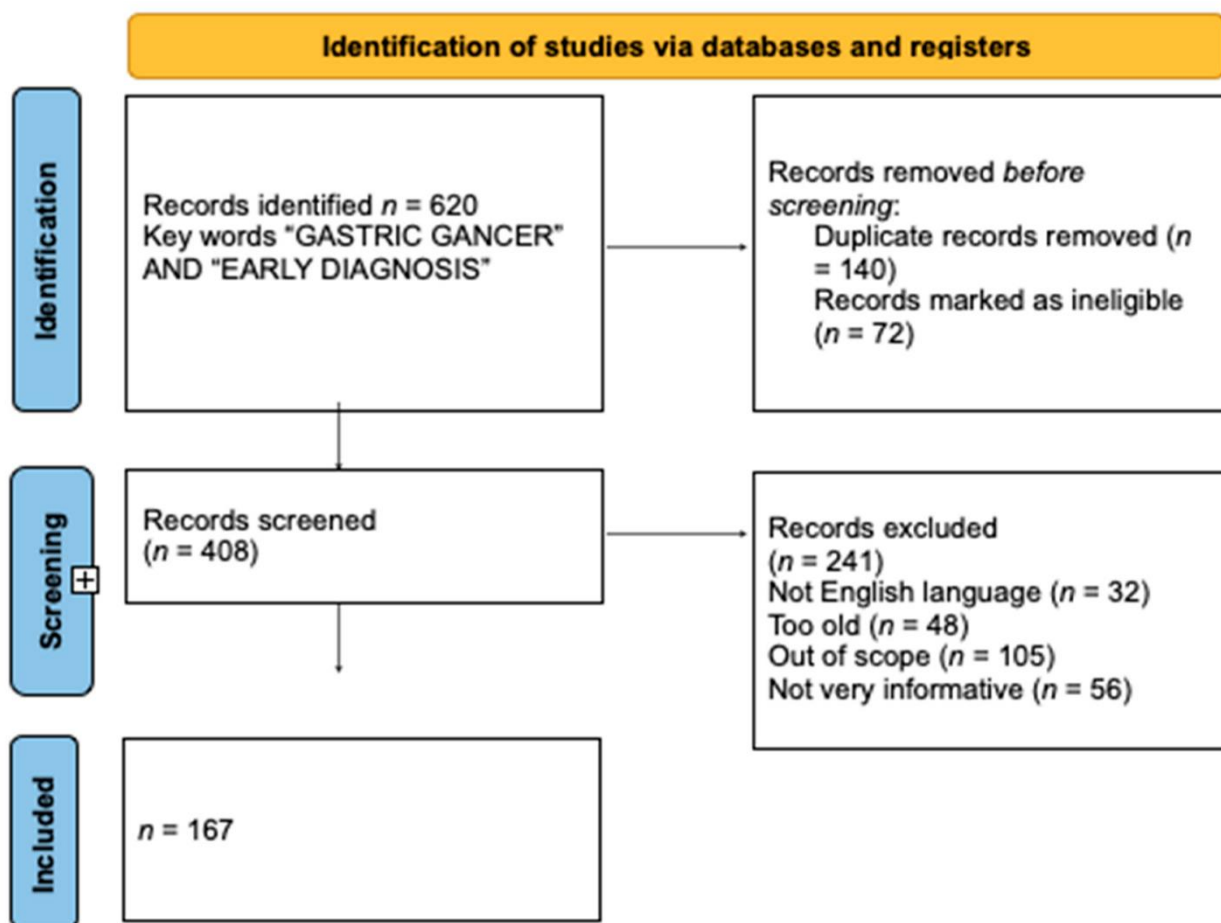 Identification of studies via databases and registers
Identification
Records identified n = 620
Key words “GASTRIC GANCER”
AND “EARLY DIAGNOSIS”
Records removed before
screening:
Duplicate records removed (n
= 140)
Records marked as ineligible
(n = 72)
Screening
Records screened
(n = 408)
Records excluded
(n = 241)
Not English language (n = 32)
Too old (n = 48)
Out of scope (n = 105)
Not very informative (n = 56)
Included
n = 167